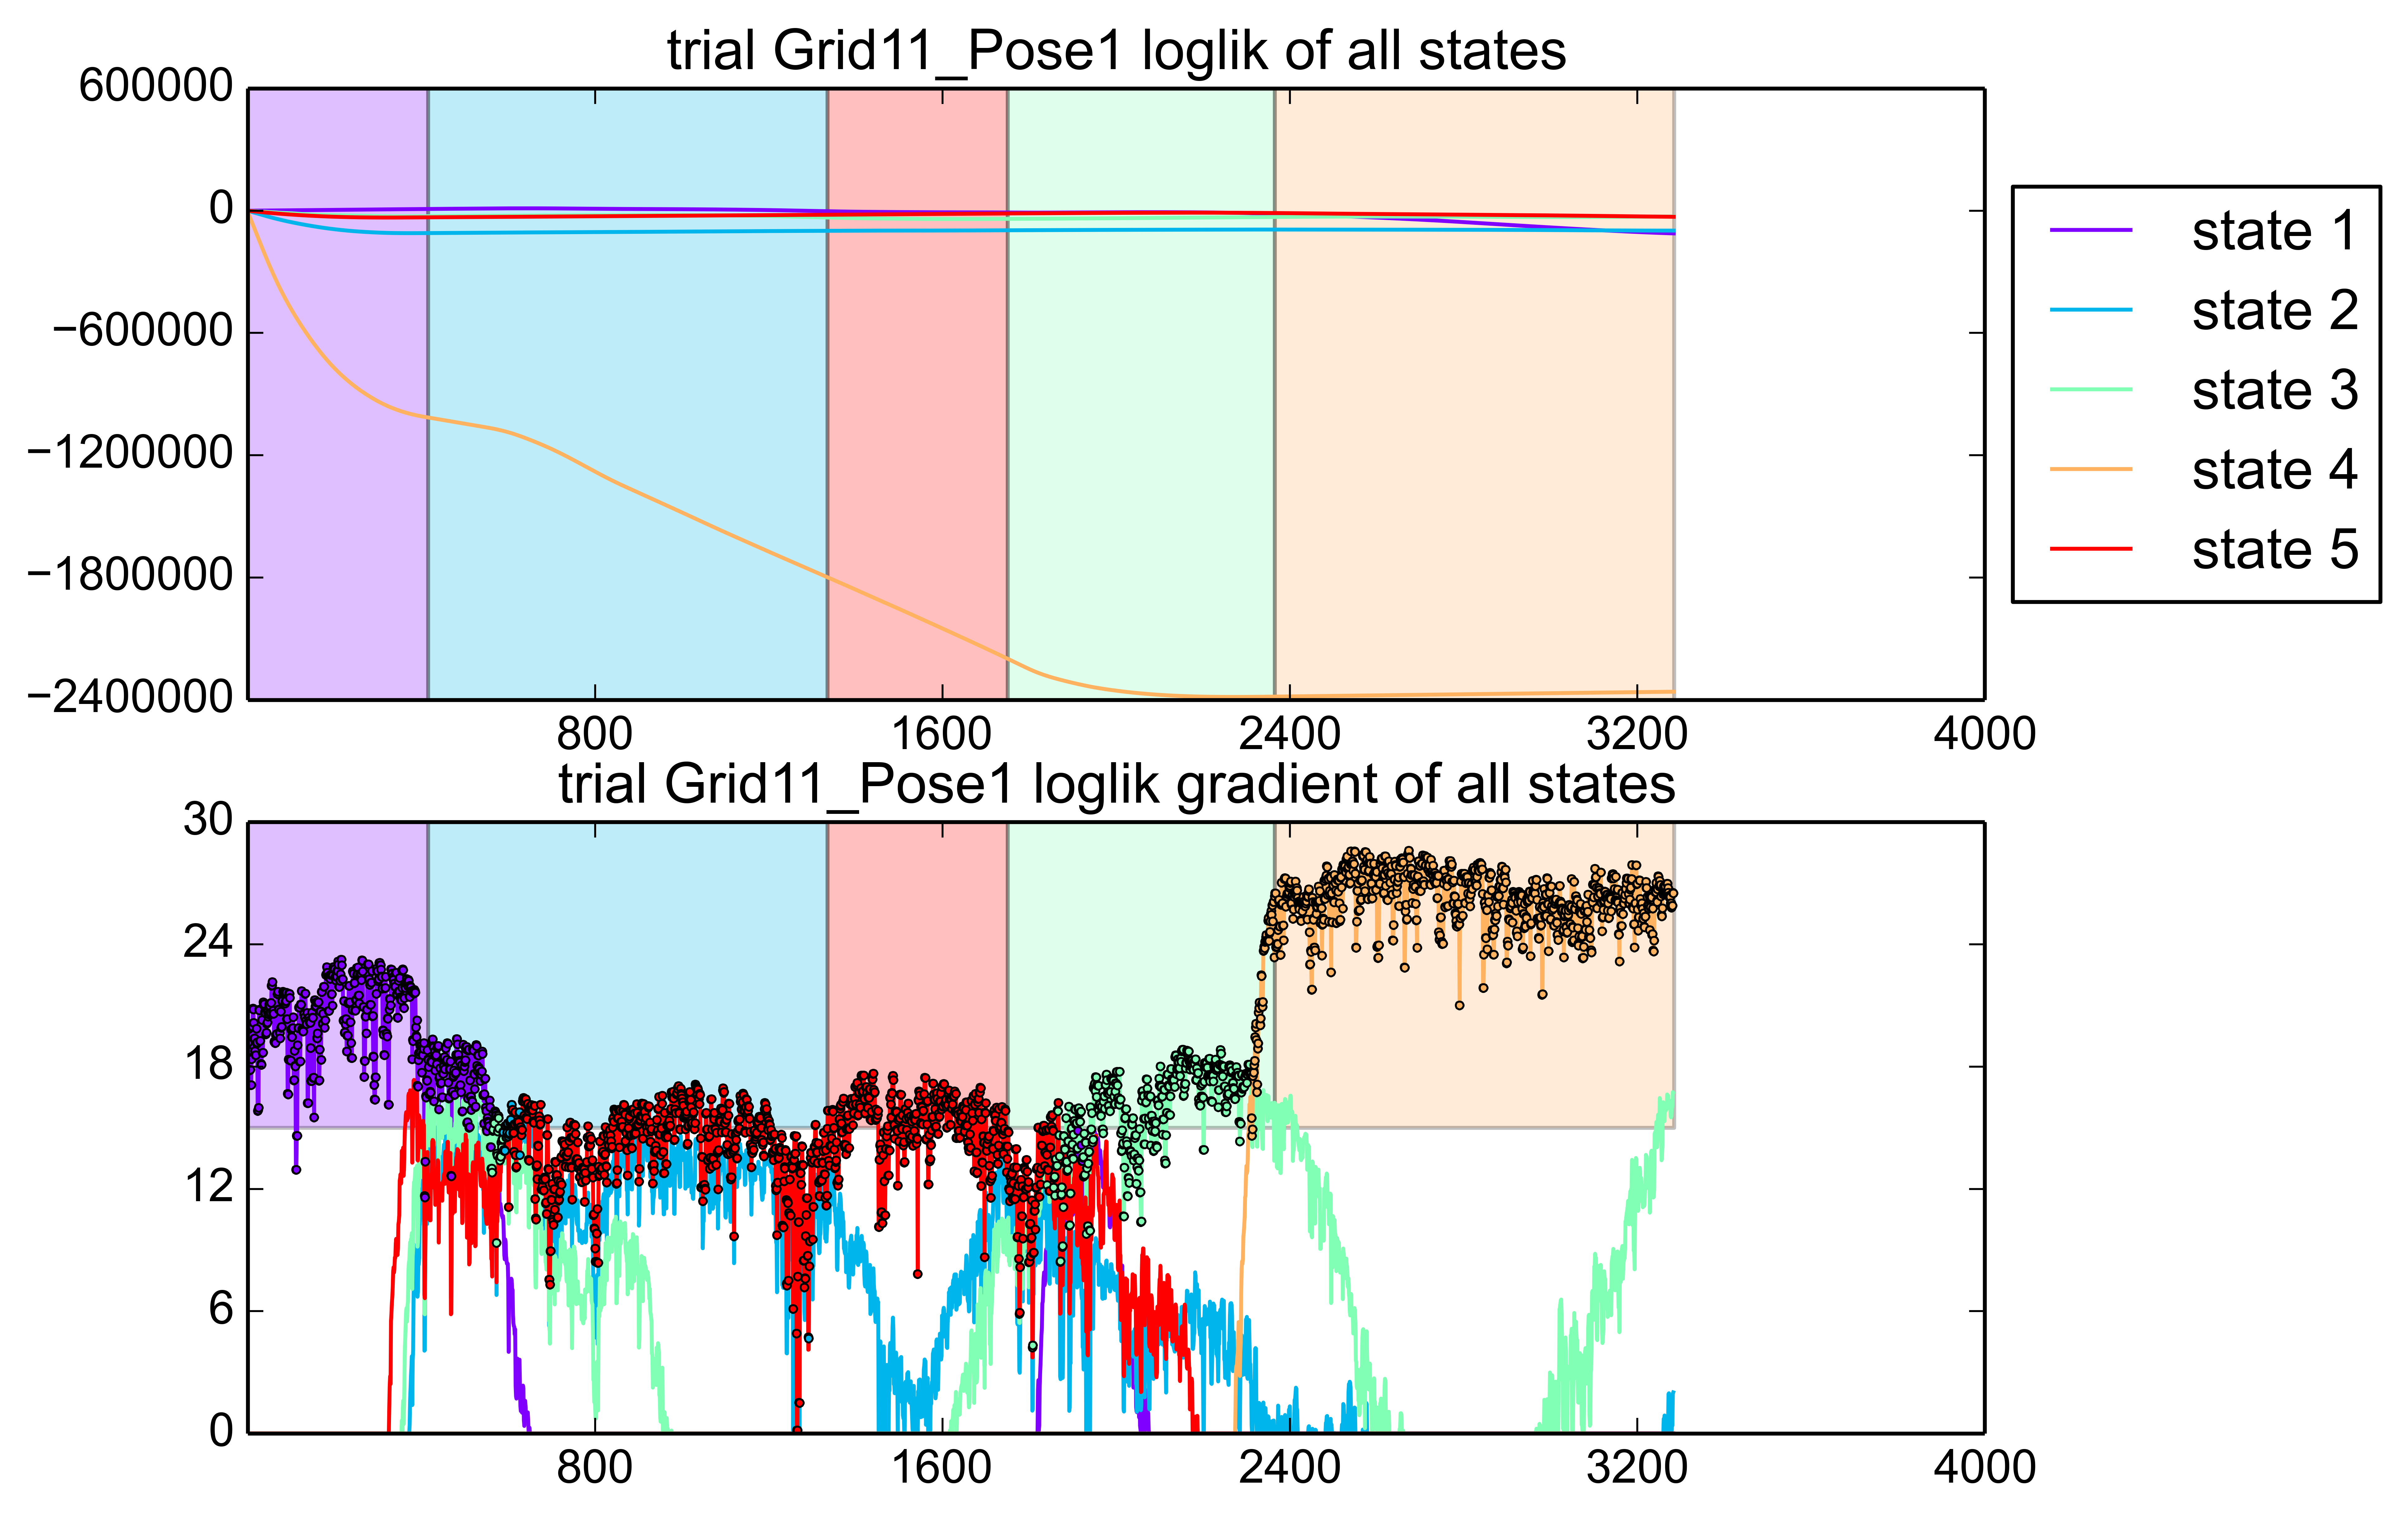 trial Grid11_Pose1 loglik of all states
600000
0
−600000
−1200000
−1800000
−2400000
800 1600 2400 3200 4000
state 1
state 2
state 3
state 4
state 5
trial Grid11_Pose1 loglik gradient of all states
30
24
18
12
6
0
800 1600 2400 3200 4000